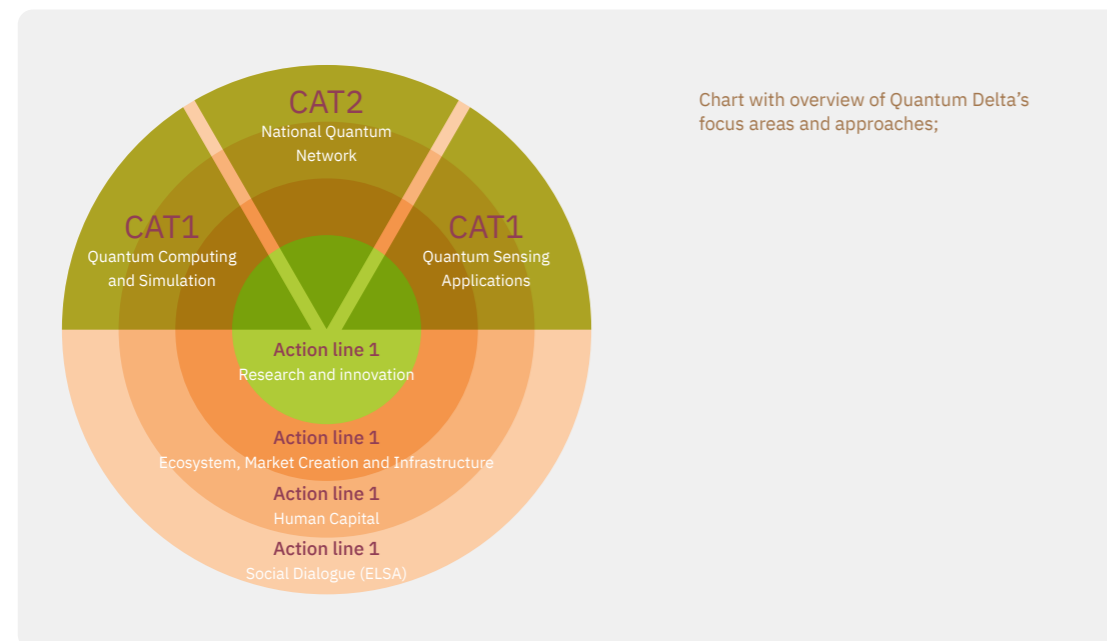 CAT2
National Quantum
Network
CAT1
Quantum Computing
and Simulation
CAT1
Quantum Sensing
Applications
Action line 1
Research and innovation
Action line 1
Ecosystem, Market Creation and Infrastructure
Action line 1
Human Capital
Action line 1
Social Dialogue (ELSA)
Chart with overview of Quantum Delta's
focus areas and approaches;